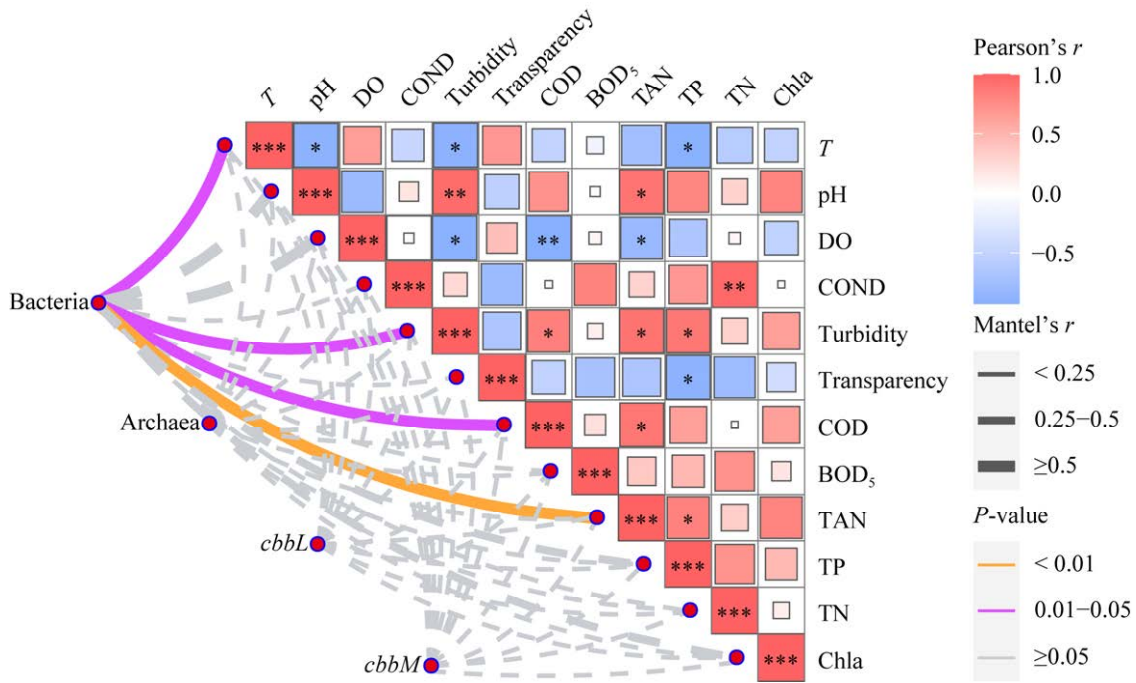 T pH DO COND Turbidity Transparency COD BOD₅ TAN TP TN Chla
*** * * * T
*** ** * pH
*** * ** * DO
*** ** COND
*** * * * Turbidity
*** * Transparency
*** * COD
*** BOD₅
*** * TAN
*** TP
*** TN
*** Chla
Bacteria
Archaea
cbbL
cbbM
Pearson’s r
1.0
0.5
0.0
−0.5
Mantel’s r
< 0.25
0.25−0.5
≥0.5
P-value
< 0.01
0.01−0.05
≥0.05